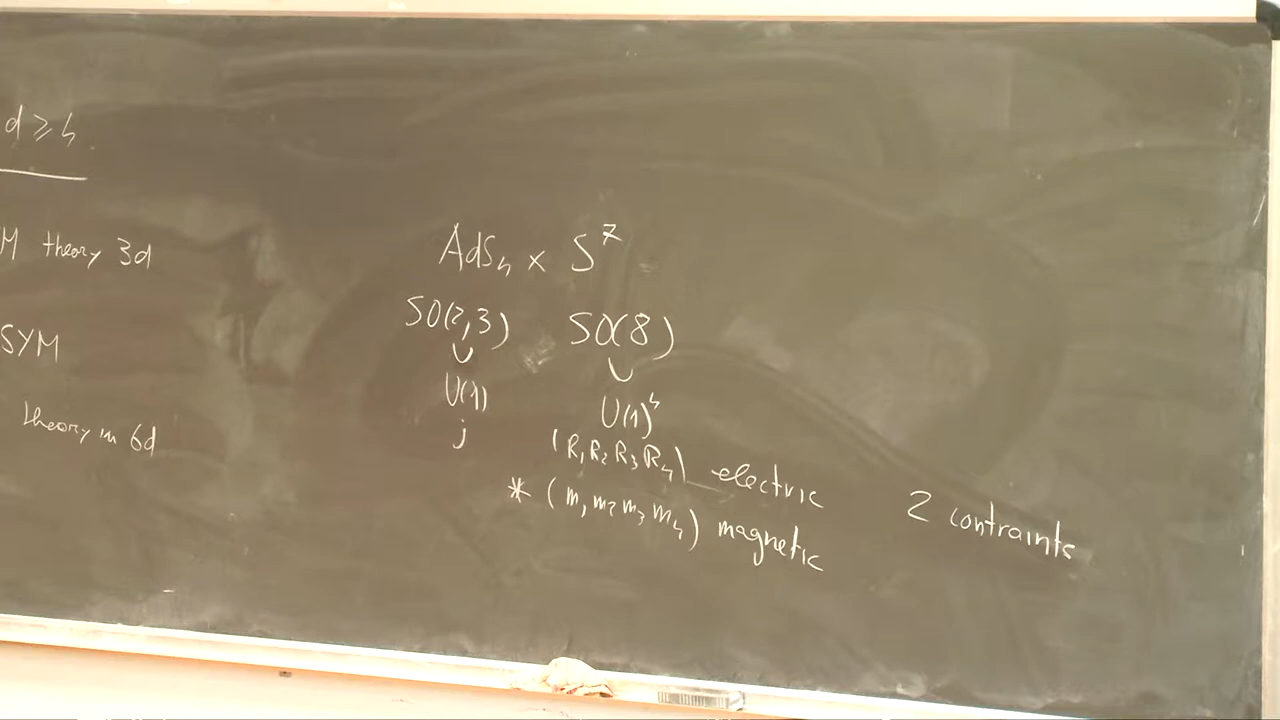 d ≥ 4
M theory 3d
SYM
theory in 6d
AdS₄ × S⁷
SO(2,3) SO(8)
∪ ∪
U(1) U(1)⁴
j (R₁ R₂ R₃ R₄) electric
* (m₁ m₂ m₃ m₄) magnetic
2 contraints